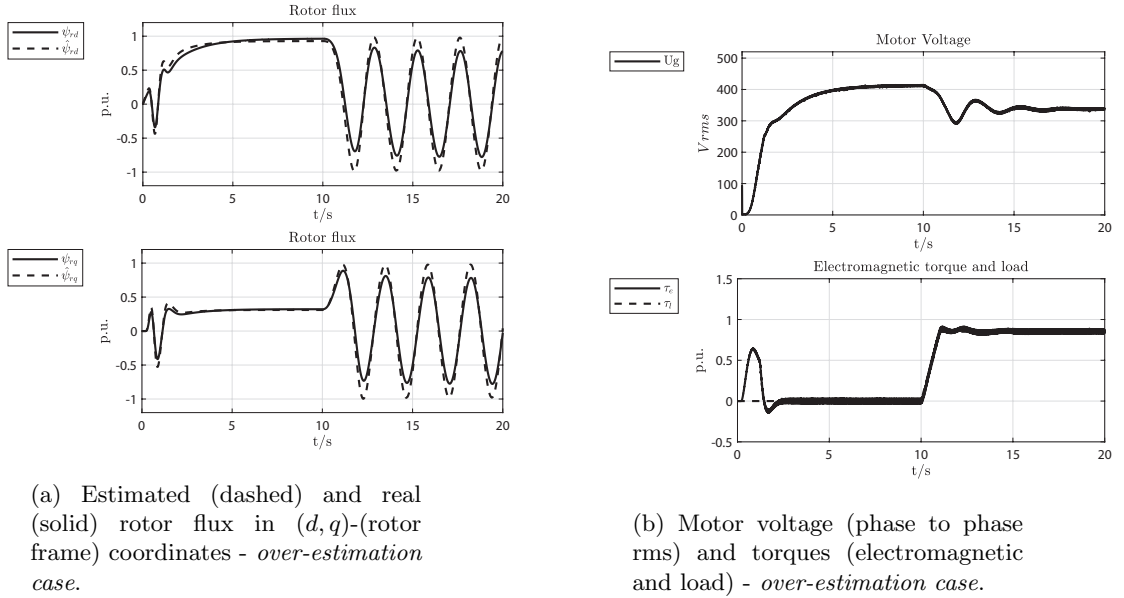 Rotor flux
ψrd
ψ̂rd
p.u.
1
0.5
0
-0.5
-1
0 5 10 15 20
t/s
Rotor flux
ψrq
ψ̂rq
p.u.
1
0.5
0
-0.5
-1
0 5 10 15 20
t/s
(a) Estimated (dashed) and real
(solid) rotor flux in (d, q)-(rotor
frame) coordinates - over-estimation
case.
Motor Voltage
Ug
Vrms
500
400
300
200
100
0
0 5 10 15 20
t/s
Electromagnetic torque and load
τe
τl
p.u.
1.5
1
0.5
0
-0.5
0 5 10 15 20
t/s
(b) Motor voltage (phase to phase
rms) and torques (electromagnetic
and load) - over-estimation case.